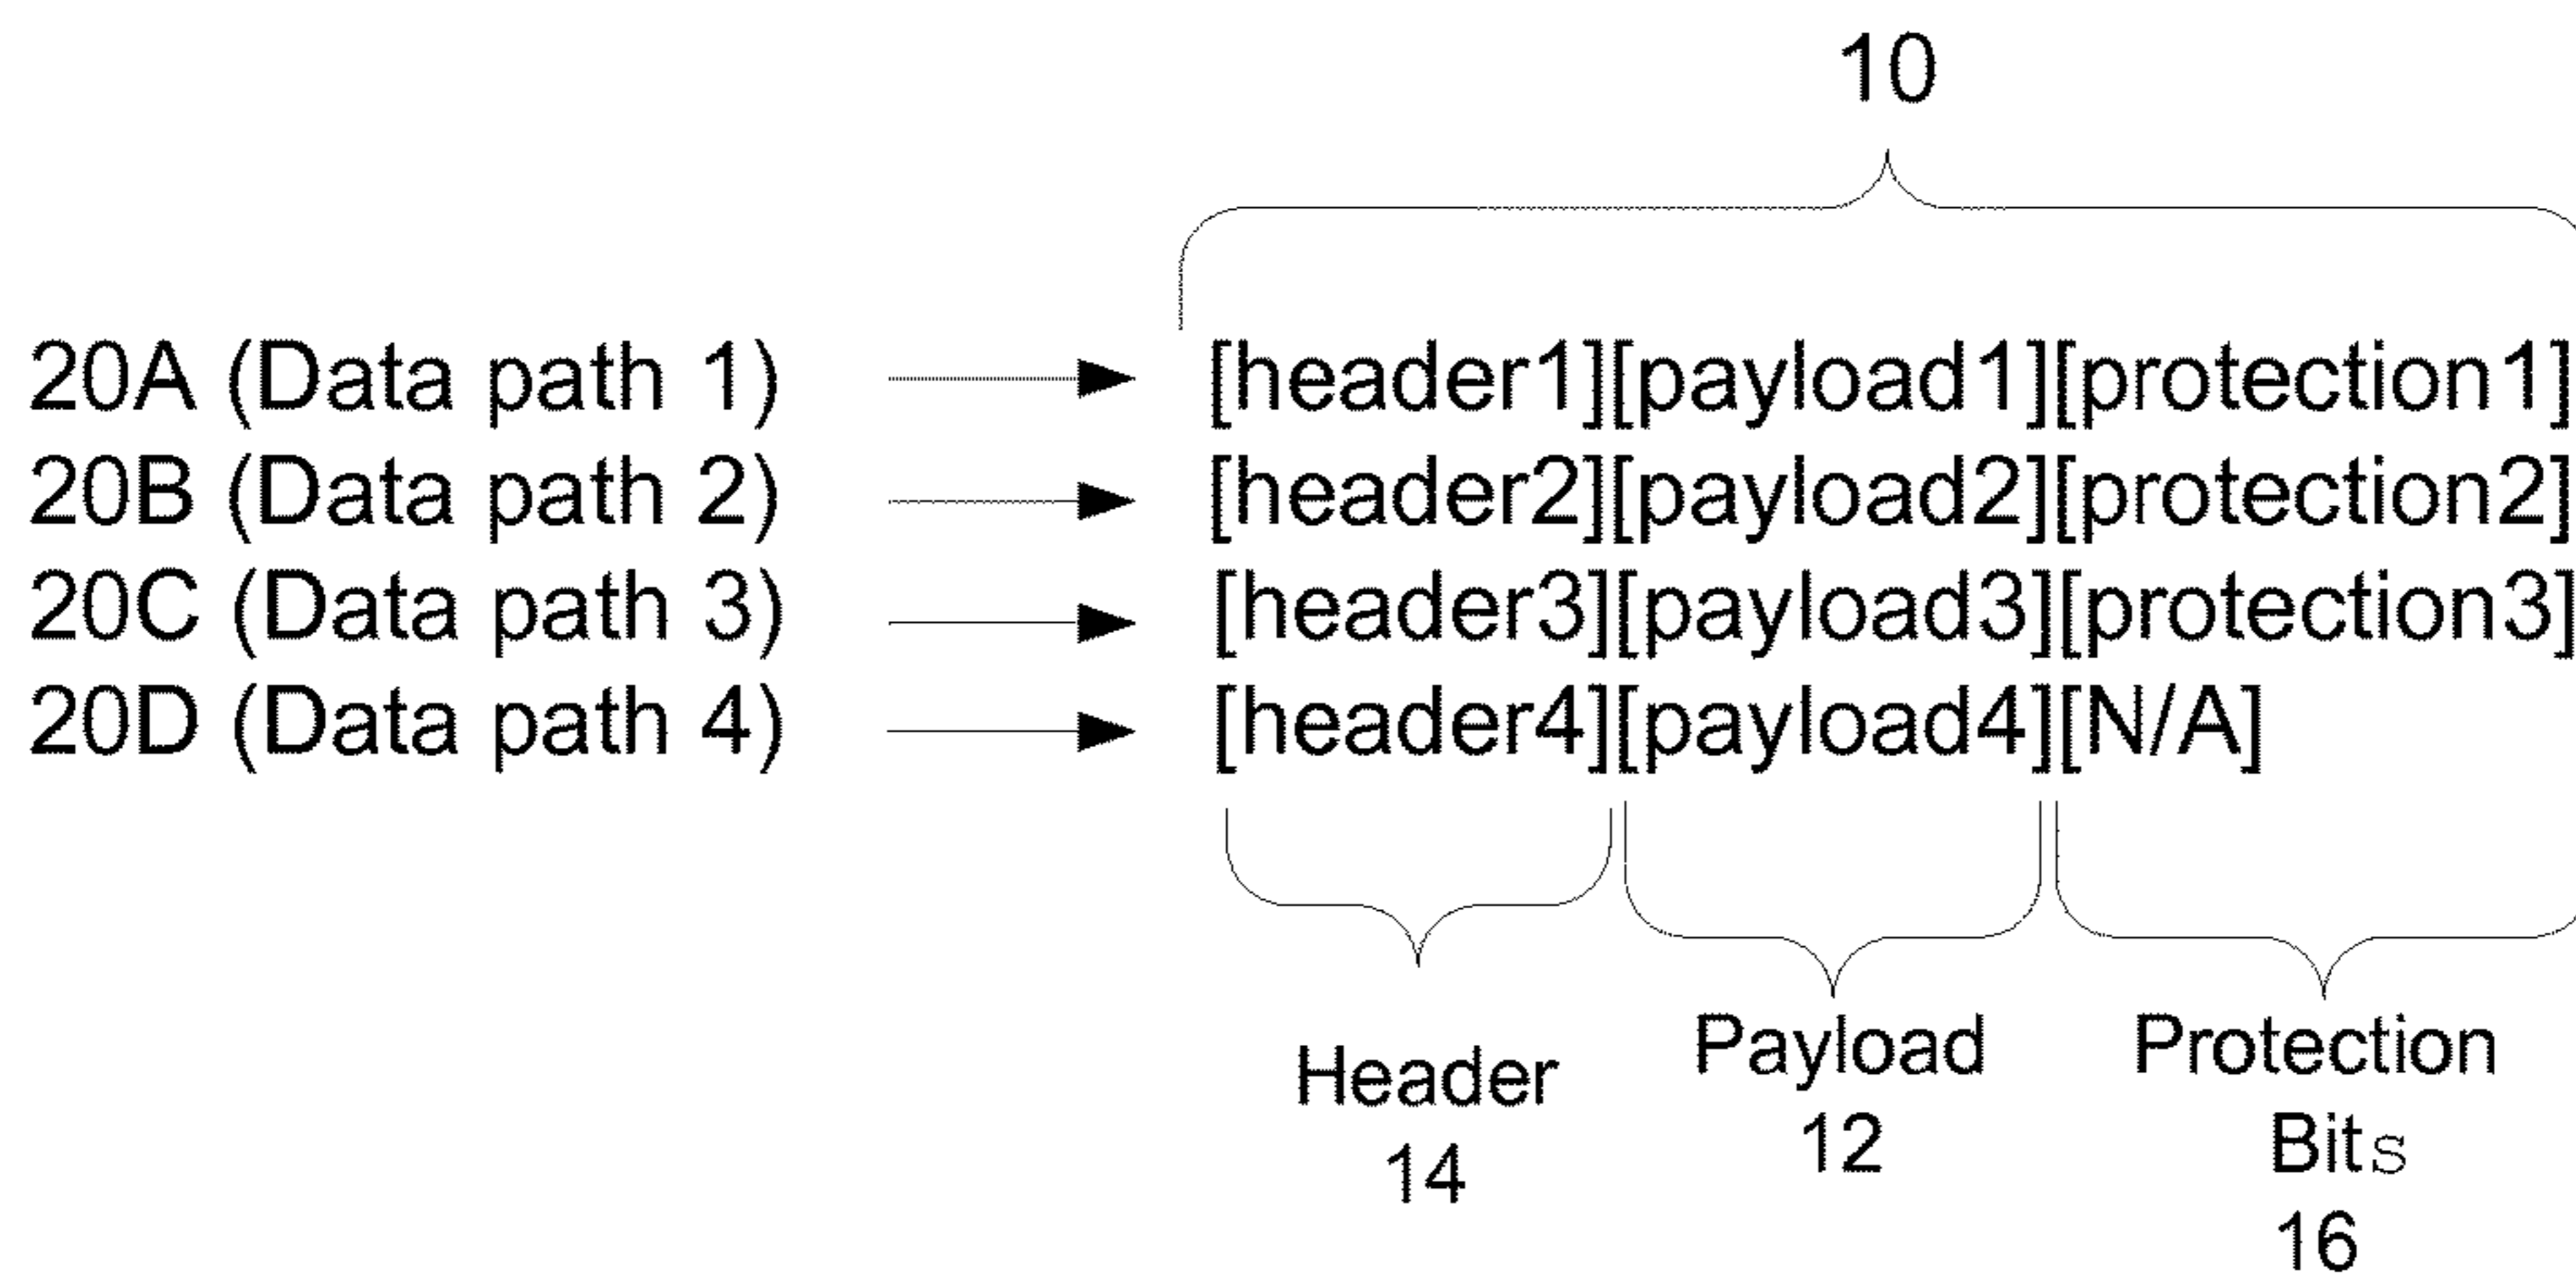 10
20A (Data path 1) [header1][payload1][protection1]
20B (Data path 2) [header2][payload2][protection2]
20C (Data path 3) [header3][payload3][protection3]
20D (Data path 4) [header4][payload4][N/A]
Header
14
Payload
12
Protection
Bits
16